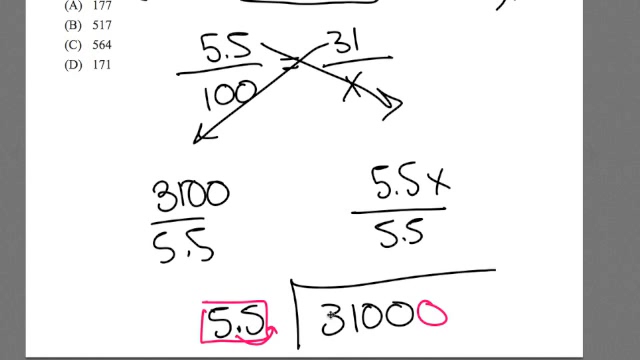 (A) 177
(B) 517
(C) 564
(D) 171
5.5 = 31
100 x
3100 5.5x
5.5 5.5
5.5 31000